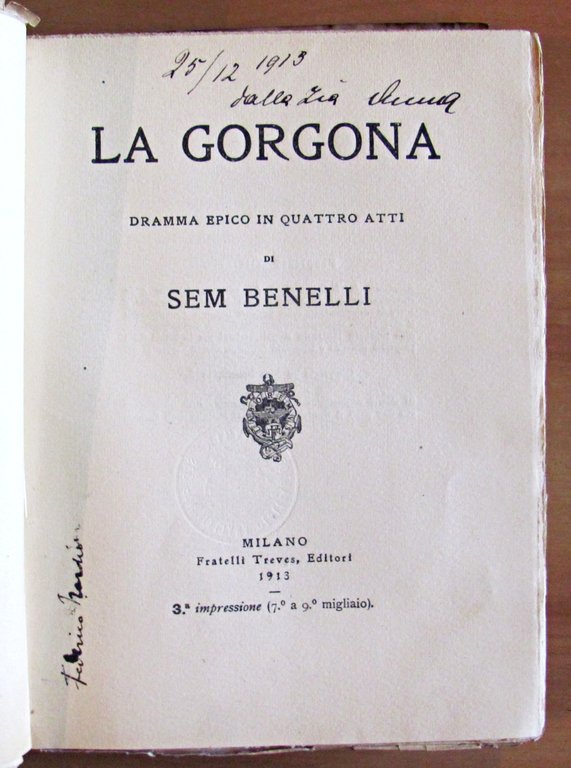 25/12 1913
dalla zia Anna
LA GORGONA
DRAMMA EPICO IN QUATTRO ATTI
DI
SEM BENELLI
MILANO
Fratelli Treves, Editori
1913
3.ª impressione (7.º a 9.º migliaio).
Federico